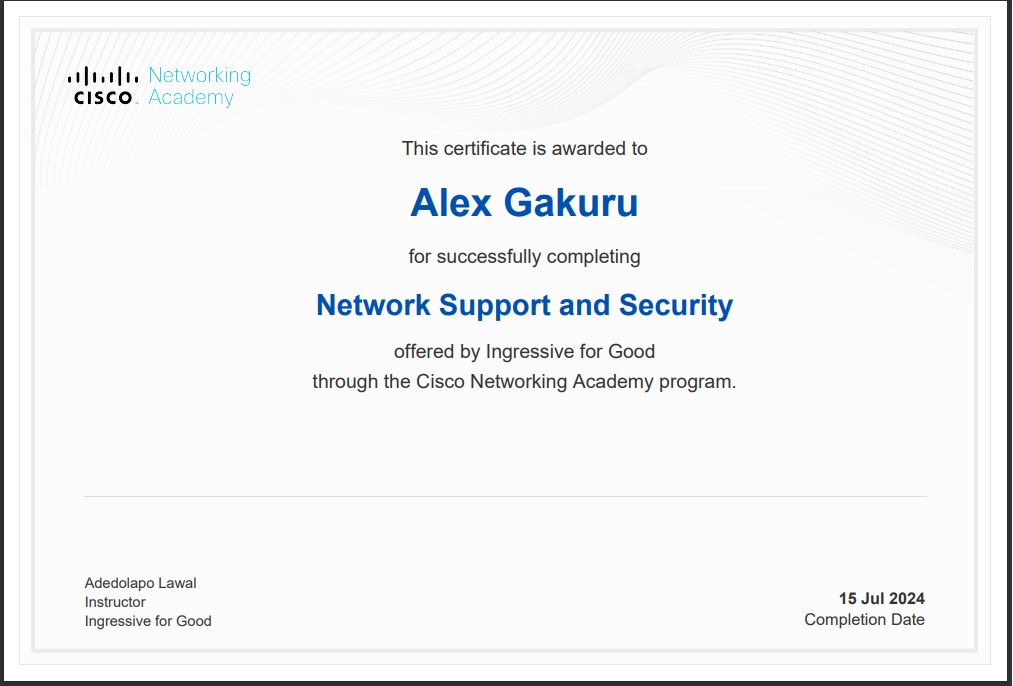 CISCO
Networking
Academy
This certificate is awarded to
Alex Gakuru
for successfully completing
Network Support and Security
offered by Ingressive for Good
through the Cisco Networking Academy program.
Adedolapo Lawal
Instructor
Ingressive for Good
15 Jul 2024
Completion Date